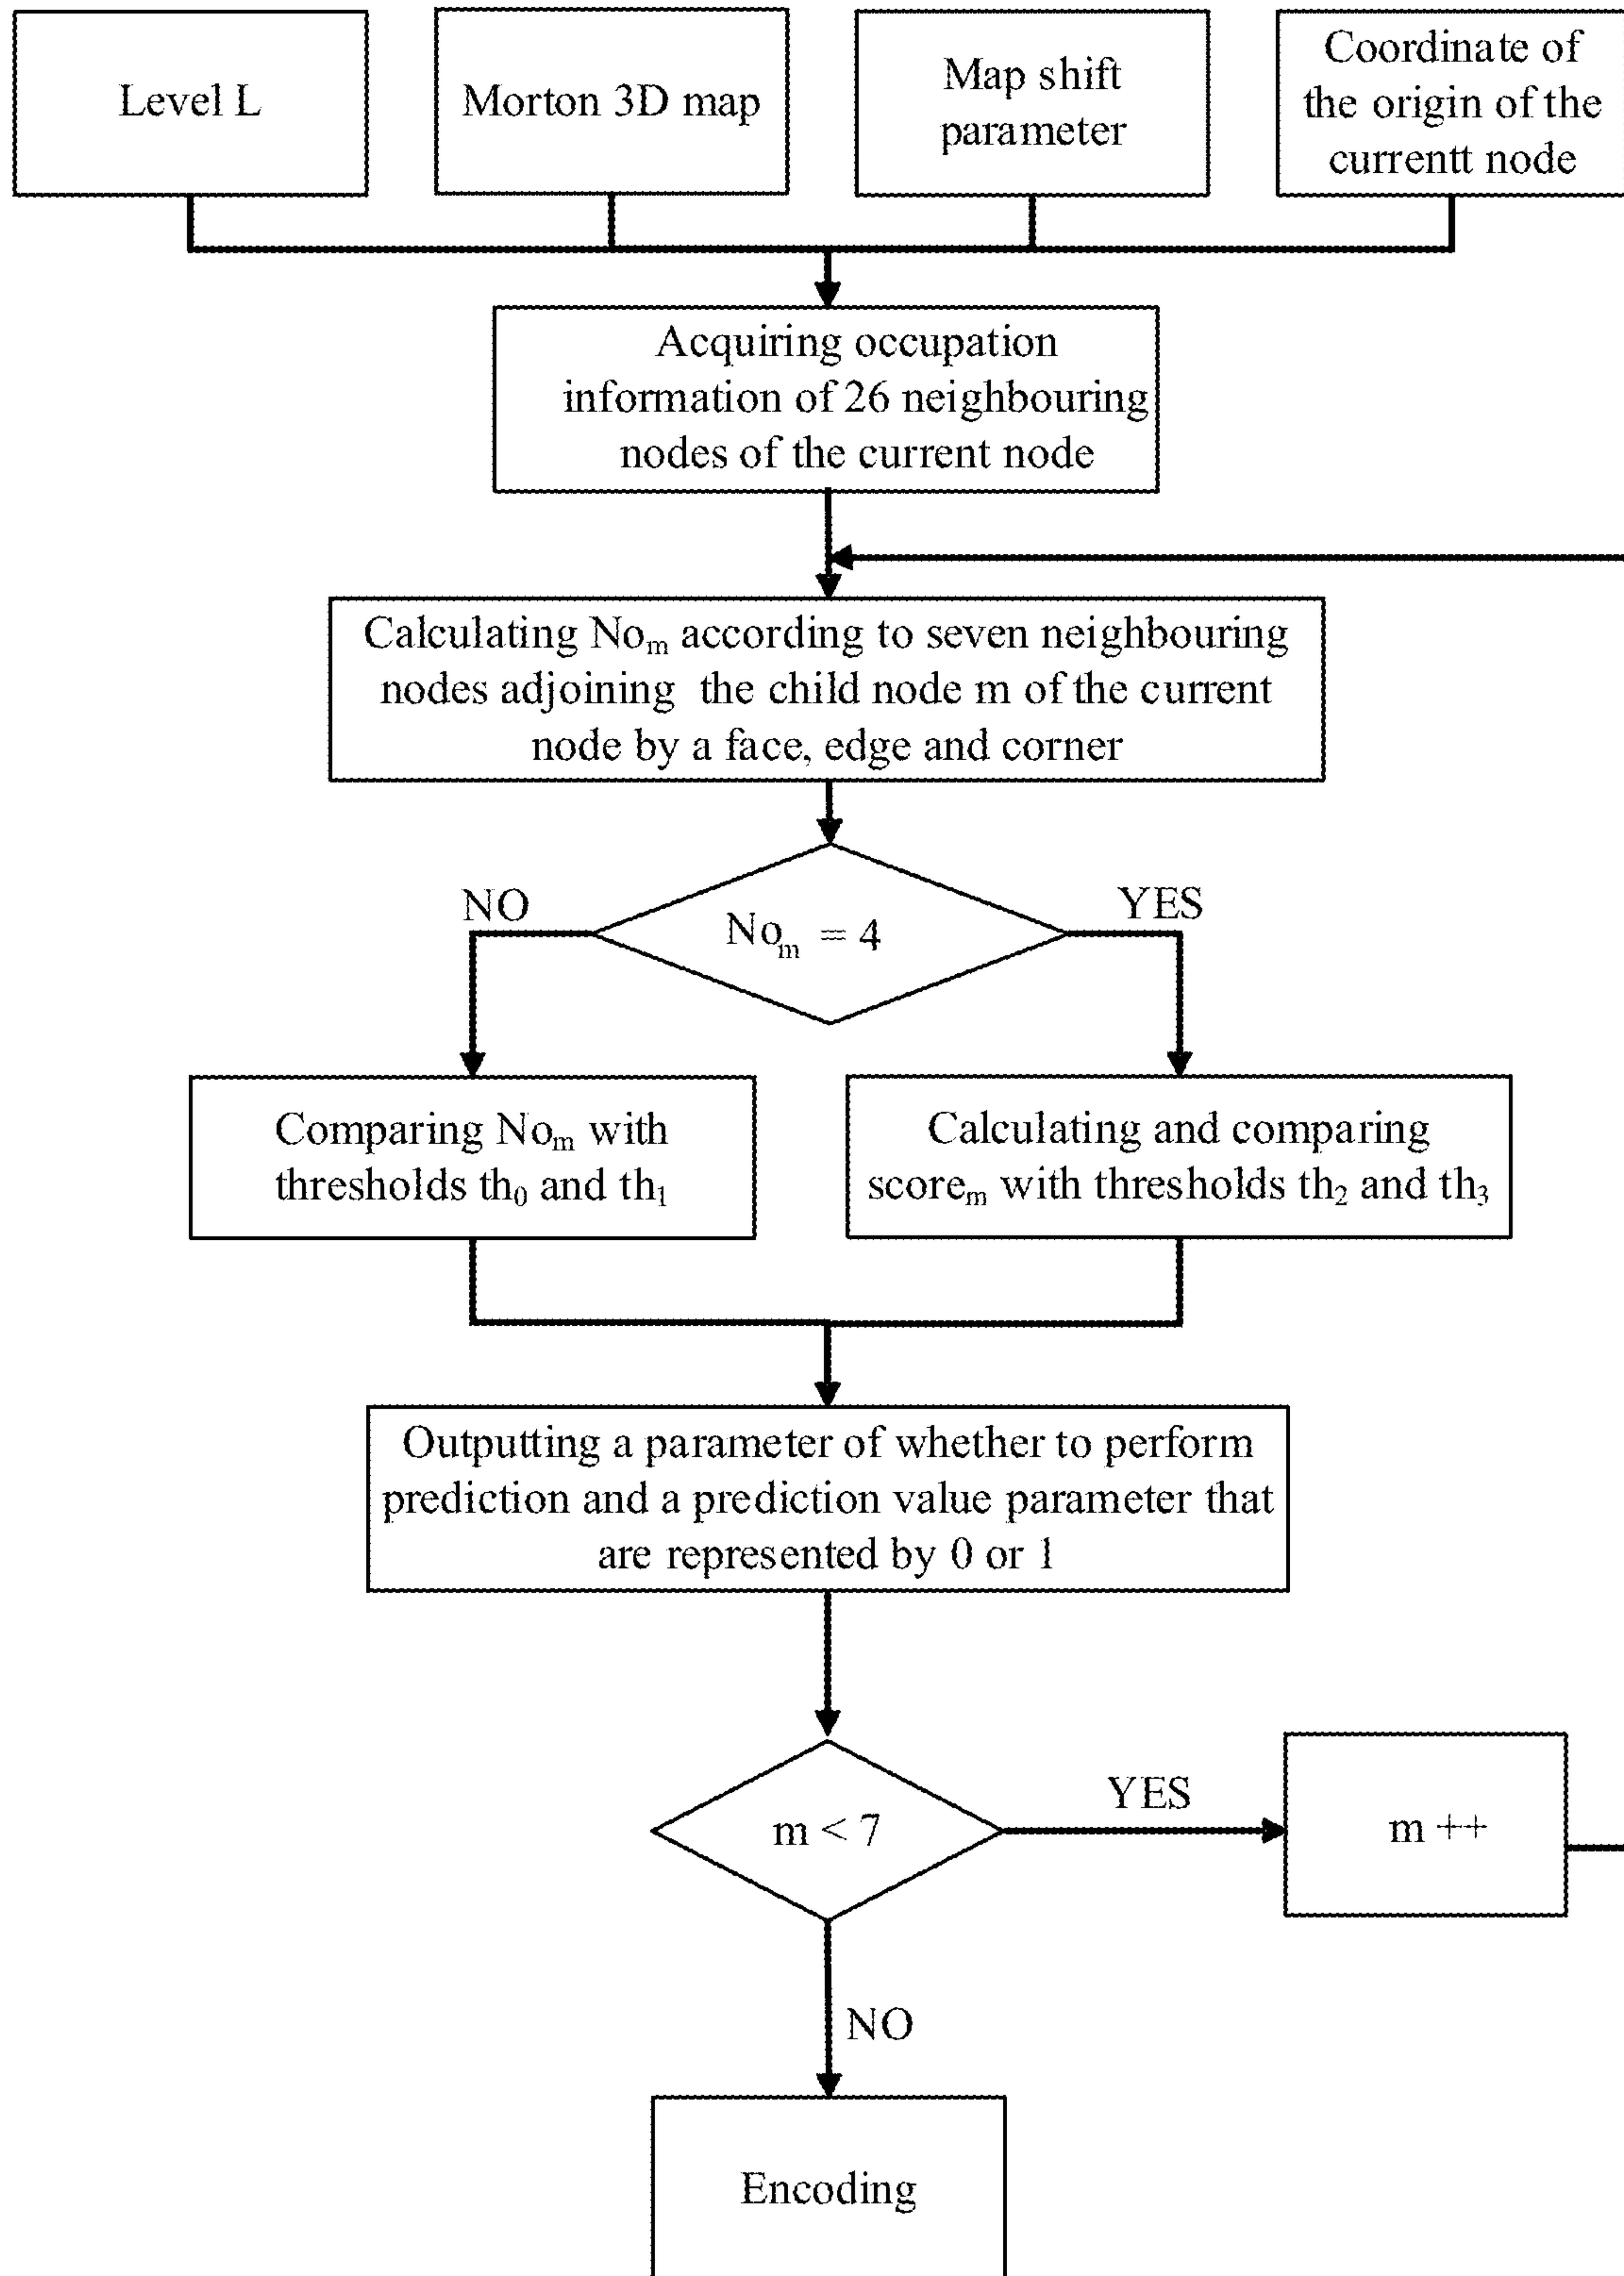 Level L
Morton 3D map
Map shift
parameter
Coordinate of
the origin of the
currentt node
Acquiring occupation
information of 26 neighbouring
nodes of the current node
Calculating Noₘ according to seven neighbouring
nodes adjoining the child node m of the current
node by a face, edge and corner
NO
YES
Noₘ = 4
Comparing Noₘ with
thresholds th₀ and th₁
Calculating and comparing
scoreₘ with thresholds th₂ and th₃
Outputting a parameter of whether to perform
prediction and a prediction value parameter that
are represented by 0 or 1
m < 7
YES
m ++
NO
Encoding